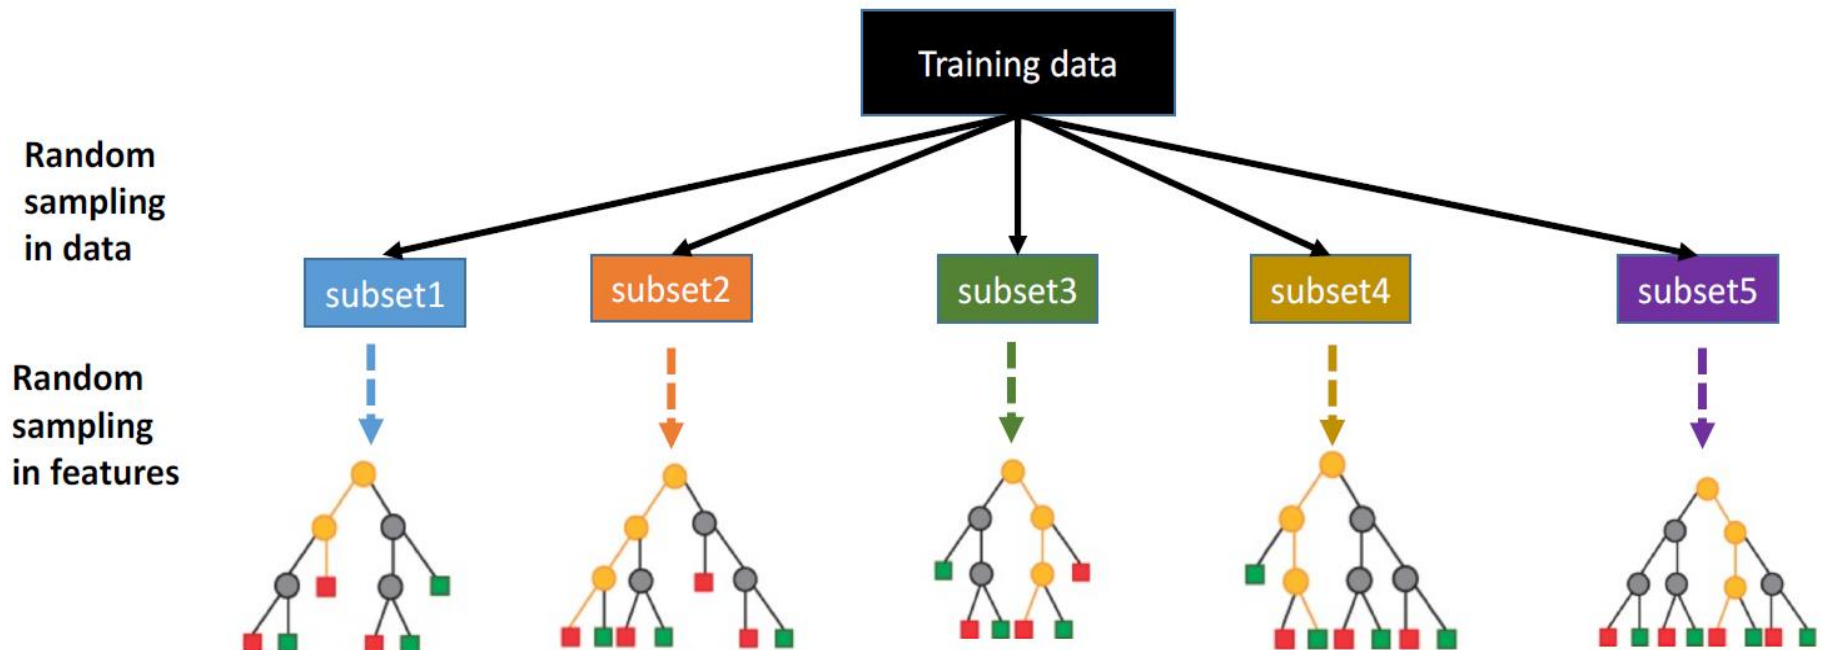 Training data
Random
sampling
in data
subset1
subset2
subset3
subset4
subset5
Random
sampling
in features